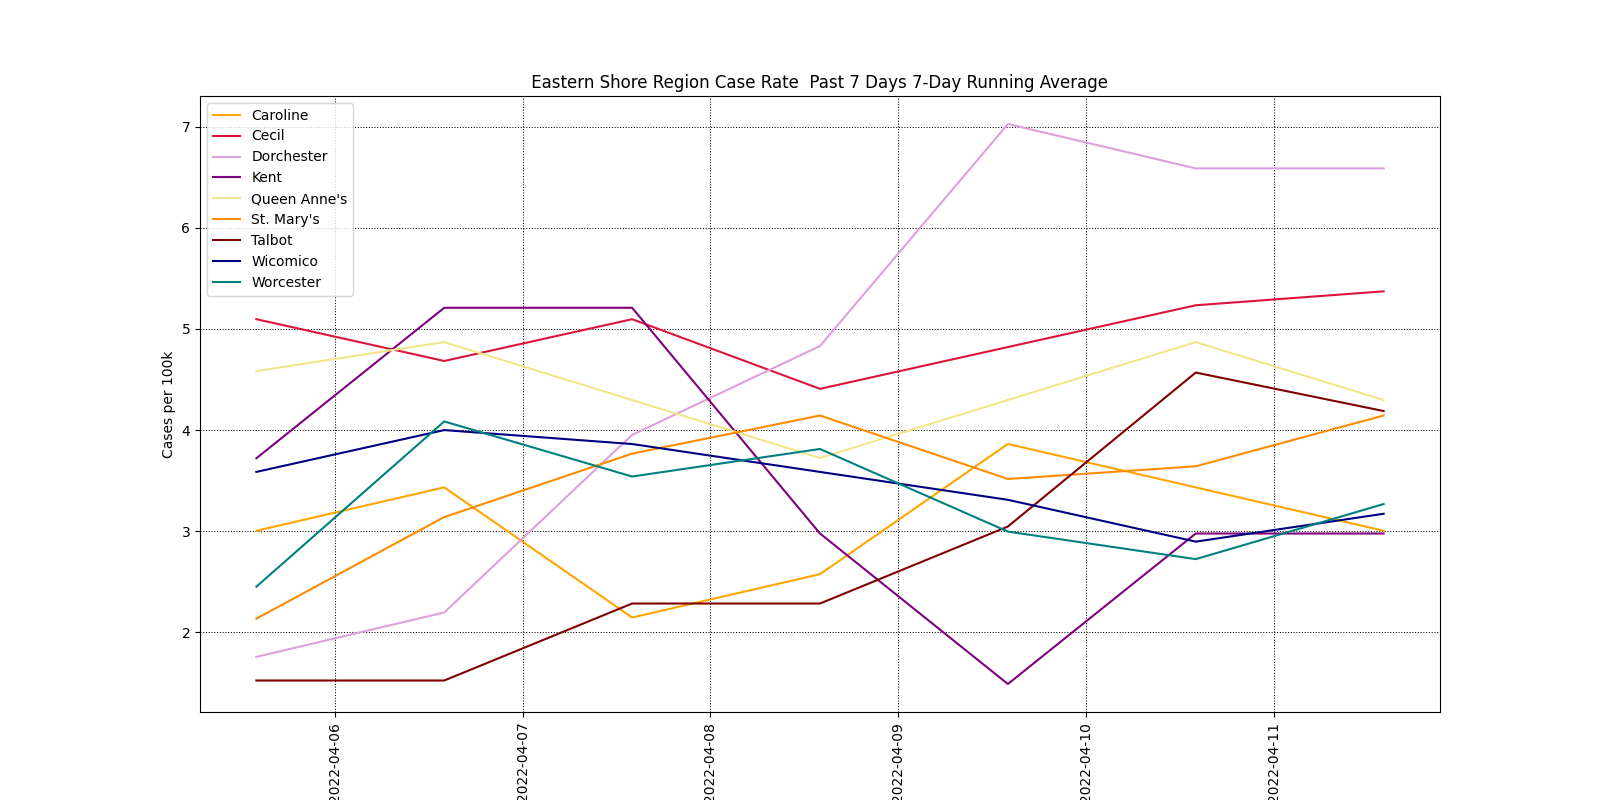 Eastern Shore Region Case Rate  Past 7 Days 7-Day Running Average
Caroline
Cecil
Dorchester
Kent
Queen Anne's
St. Mary's
Talbot
Wicomico
Worcester
7
6
5
4
3
2
Cases per 100k
2022-04-06
2022-04-07
2022-04-08
2022-04-09
2022-04-10
2022-04-11